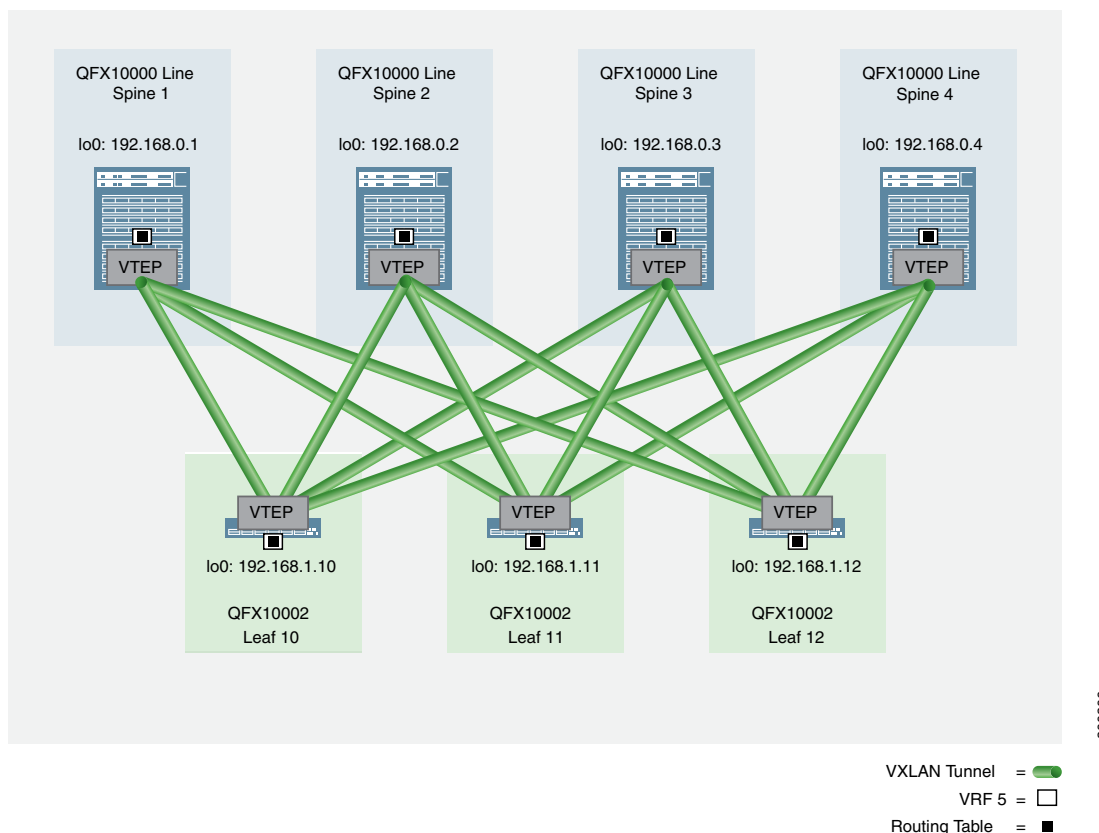 QFX10000 Line
Spine 1
QFX10000 Line
Spine 2
QFX10000 Line
Spine 3
QFX10000 Line
Spine 4
lo0: 192.168.0.1
lo0: 192.168.0.2
lo0: 192.168.0.3
lo0: 192.168.0.4
VTEP
VTEP
VTEP
VTEP
VTEP
VTEP
VTEP
lo0: 192.168.1.10
lo0: 192.168.1.11
lo0: 192.168.1.12
QFX10002
Leaf 10
QFX10002
Leaf 11
QFX10002
Leaf 12
VXLAN Tunnel =
VRF 5 =
Routing Table =